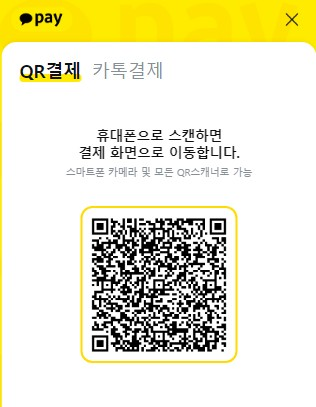 pay
QR결제 카톡결제
휴대폰으로 스캔하면
결제 화면으로 이동합니다.
스마트폰 카메라 및 모든 QR스캐너로 가능